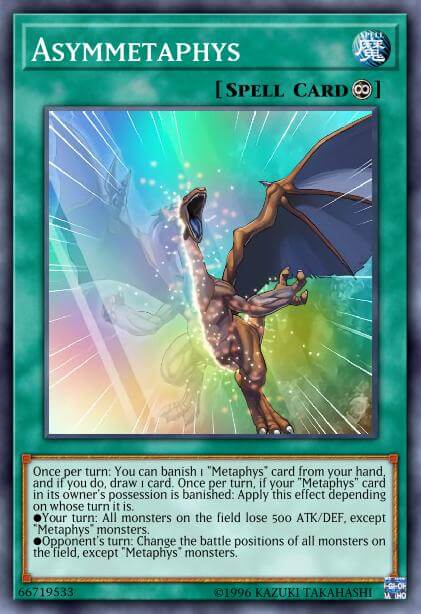 ASYMMETAPHYS
SPELL
魔
[SPELL CARD]
Once per turn: You can banish 1 "Metaphys" card from your hand,
and if you do, draw 1 card. Once per turn, if your "Metaphys" card
in its owner's possession is banished: Apply this effect depending
on whose turn it is.
●Your turn: All monsters on the field lose 500 ATK/DEF, except
"Metaphys" monsters.
●Opponent's turn: Change the battle positions of all monsters on
the field, except "Metaphys" monsters.
66719533
©1996 KAZUKI TAKAHASHI